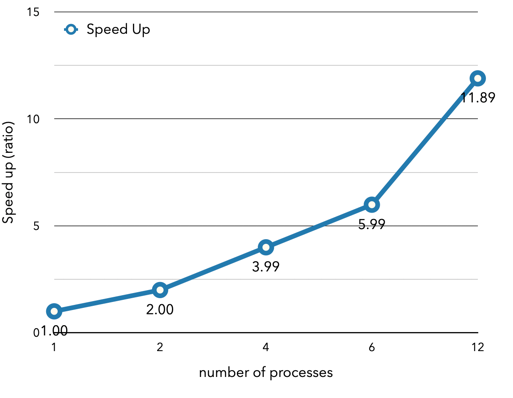 15
Speed Up
11.89
10
Speed up (ratio)
5
5.99
3.99
2.00
0
1.00
1 2 4 6 12
number of processes